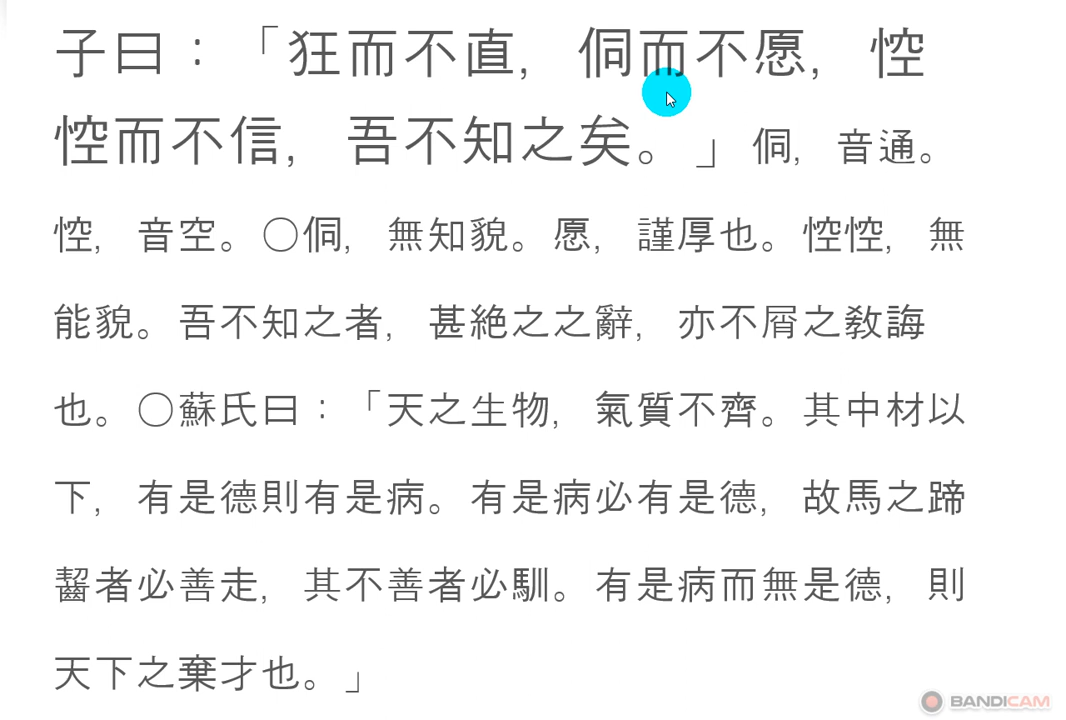 子曰：「狂而不直，侗而不愿，悾
悾而不信，吾不知之矣。」侗，音通。
悾，音空。○侗，無知貌。愿，謹厚也。悾悾，無
能貌。吾不知之者，甚絶之之辭，亦不屑之教誨
也。○蘇氏曰：「天之生物，氣質不齊。其中材以
下，有是德則有是病。有是病必有是德，故馬之蹄
齧者必善走，其不善者必馴。有是病而無是德，則
天下之棄才也。」
BANDICAM